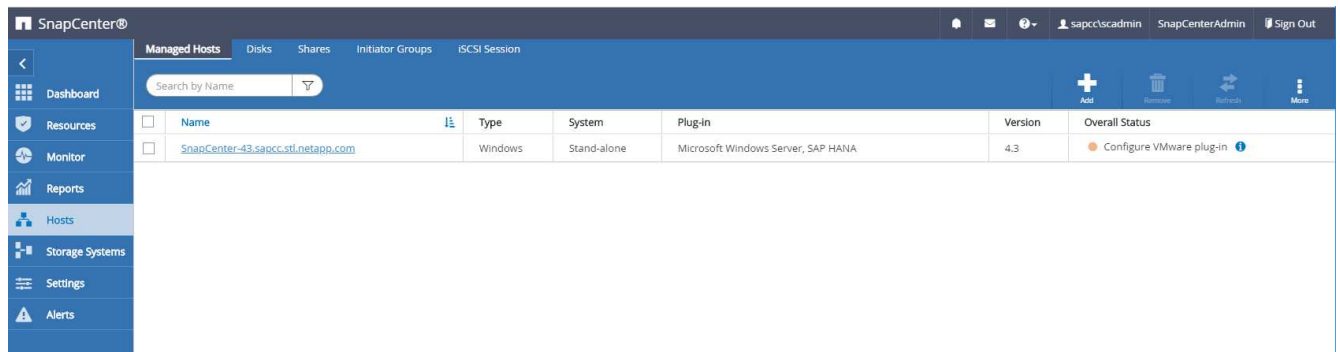 SnapCenter®
sapcc\scadmin SnapCenterAdmin Sign Out
Managed Hosts Disks Shares Initiator Groups iSCSI Session
Search by Name
Add Remove Refresh More
Dashboard
Resources
Monitor
Reports
Hosts
Storage Systems
Settings
Alerts
Name Type System Plug-in Version Overall Status
SnapCenter-43.sapcc.stl.netapp.com Windows Stand-alone Microsoft Windows Server, SAP HANA 4.3 Configure VMware plug-in